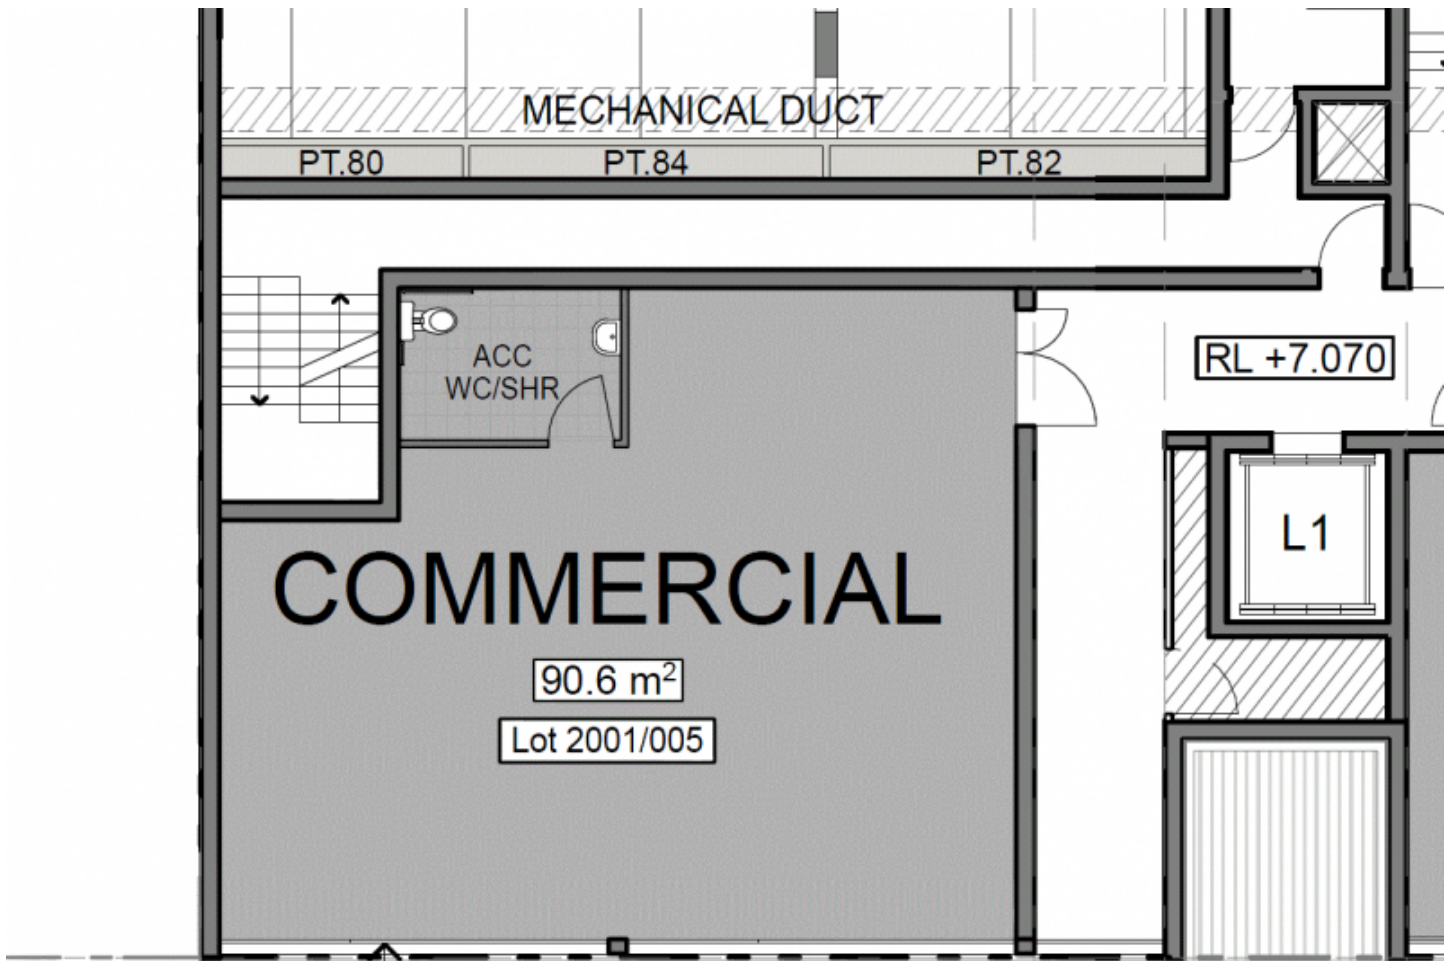 MECHANICAL DUCT
PT.80
PT.84
PT.82
ACC
WC/SHR
RL +7.070
L1
COMMERCIAL
90.6 m²
Lot 2001/005